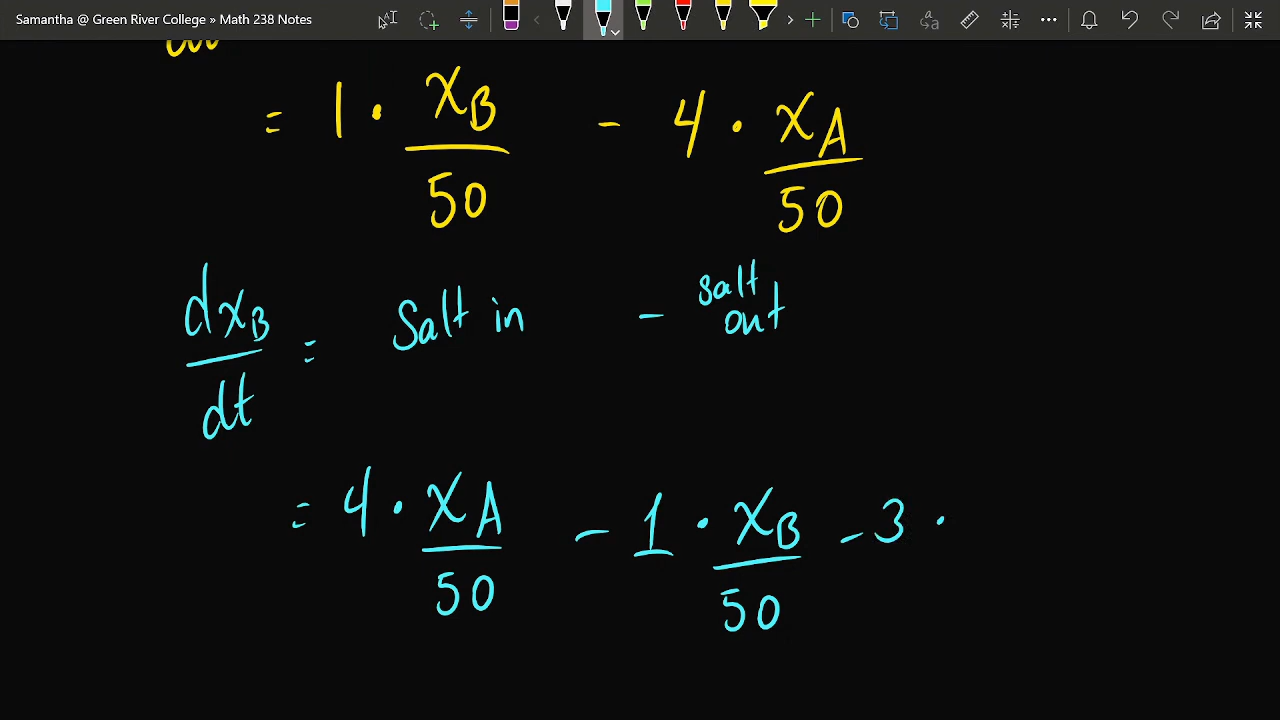 Samantha @ Green River College » Math 238 Notes
= 1 · xB/50 - 4 · xA/50
dxB/dt = Salt in - salt out
= 4 · xA/50 - 1 · xB/50 - 3 ·